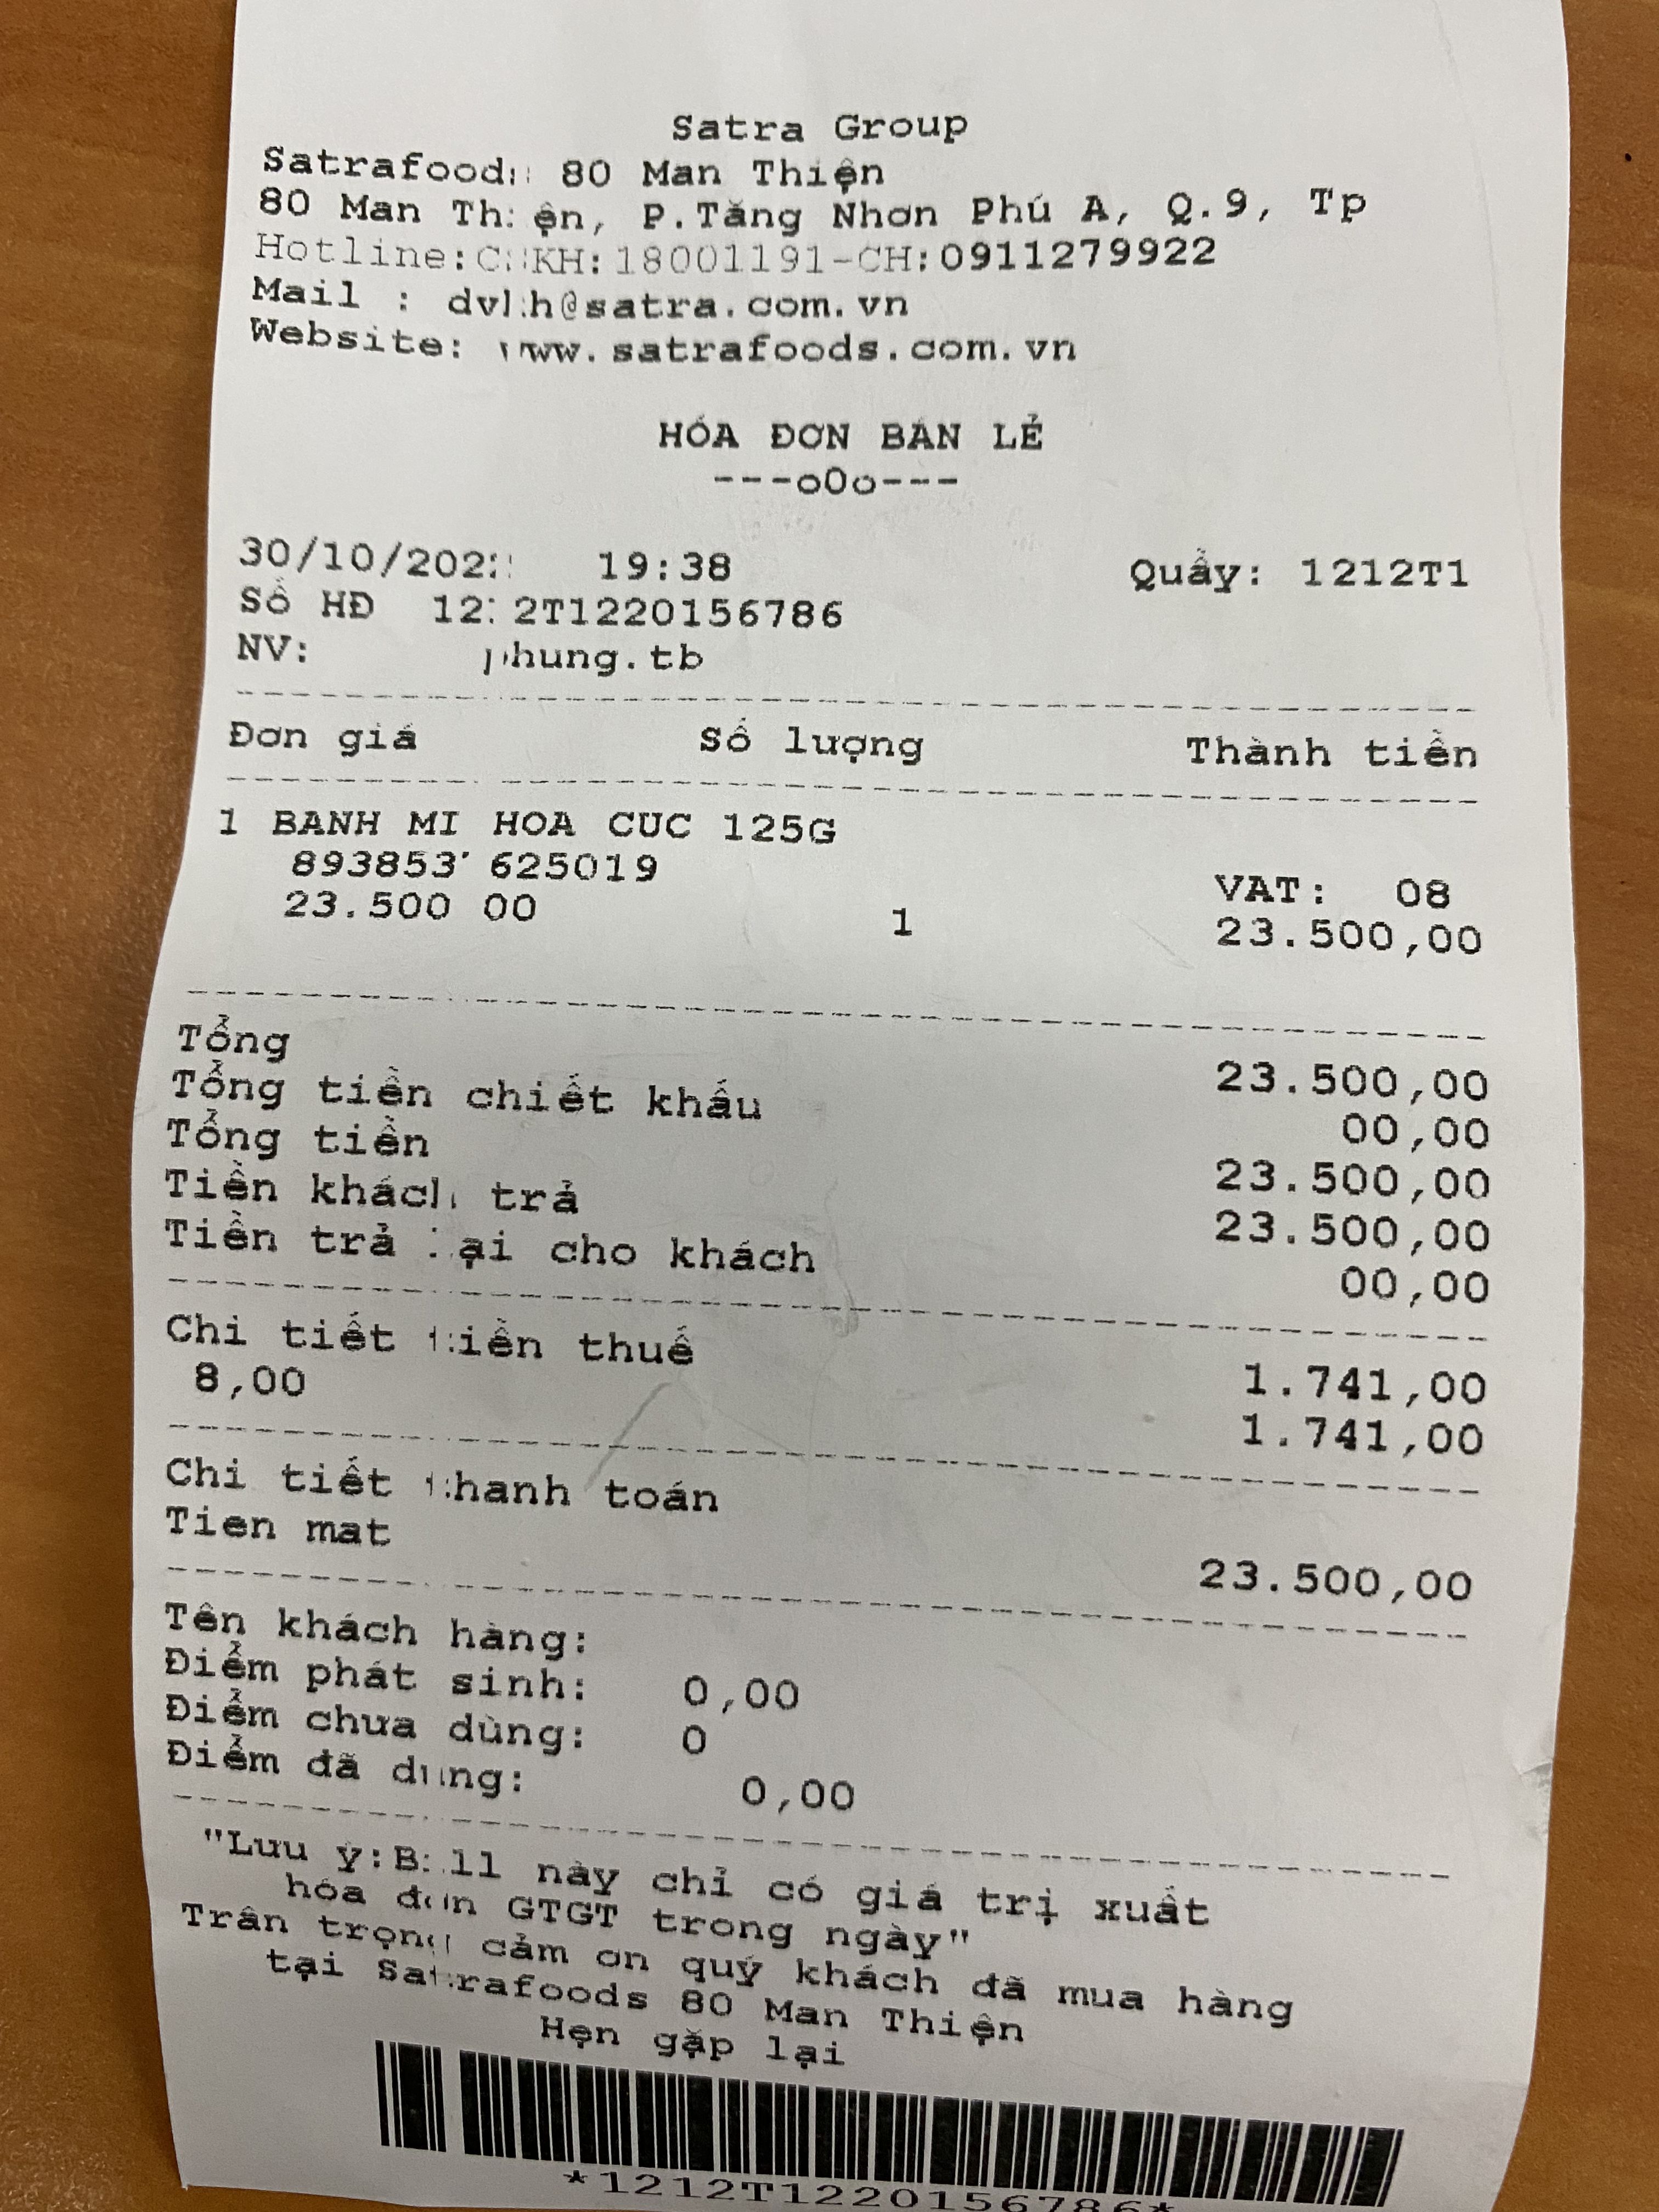 Satra Group
Satrafoods 80 Man Thiện
80 Man Thiện, P.Tăng Nhơn Phú A, Q.9, Tp
Hotline:CSKH:18001191-CH:0911279922
Mail : dvkh@satra.com.vn
Website: www.satrafoods.com.vn
HÓA ĐƠN BÁN LẺ
---oOo---
19:38 Quầy: 1212T1
Số HĐ 1212T1220156786
NV: phung.tb
Đơn giá Số lượng Thành tiền
1 BANH MI HOA CUC 125G
VAT: 08
23.500 00 1 23.500,00
Tổng 23.500,00
Tổng tiền chiết khấu 00,00
Tổng tiền 23.500,00
Tiền khách trả 23.500,00
Tiền trả lại cho khách 00,00
Chi tiết tiền thuế 1.741,00
8,00 1.741,00
Chi tiết thanh toán
Tien mat 23.500,00
Tên khách hàng:
Điểm phát sinh: 0,00
Điểm chưa dùng: 0
Điểm đã dùng: 0,00
"Lưu ý:Bill này chỉ có giá trị xuất
hóa đơn GTGT trong ngày"
Trân trọng cảm ơn quý khách đã mua hàng
tại Satrafoods 80 Man Thiện
Hẹn gặp lại
*1212T1220156786*